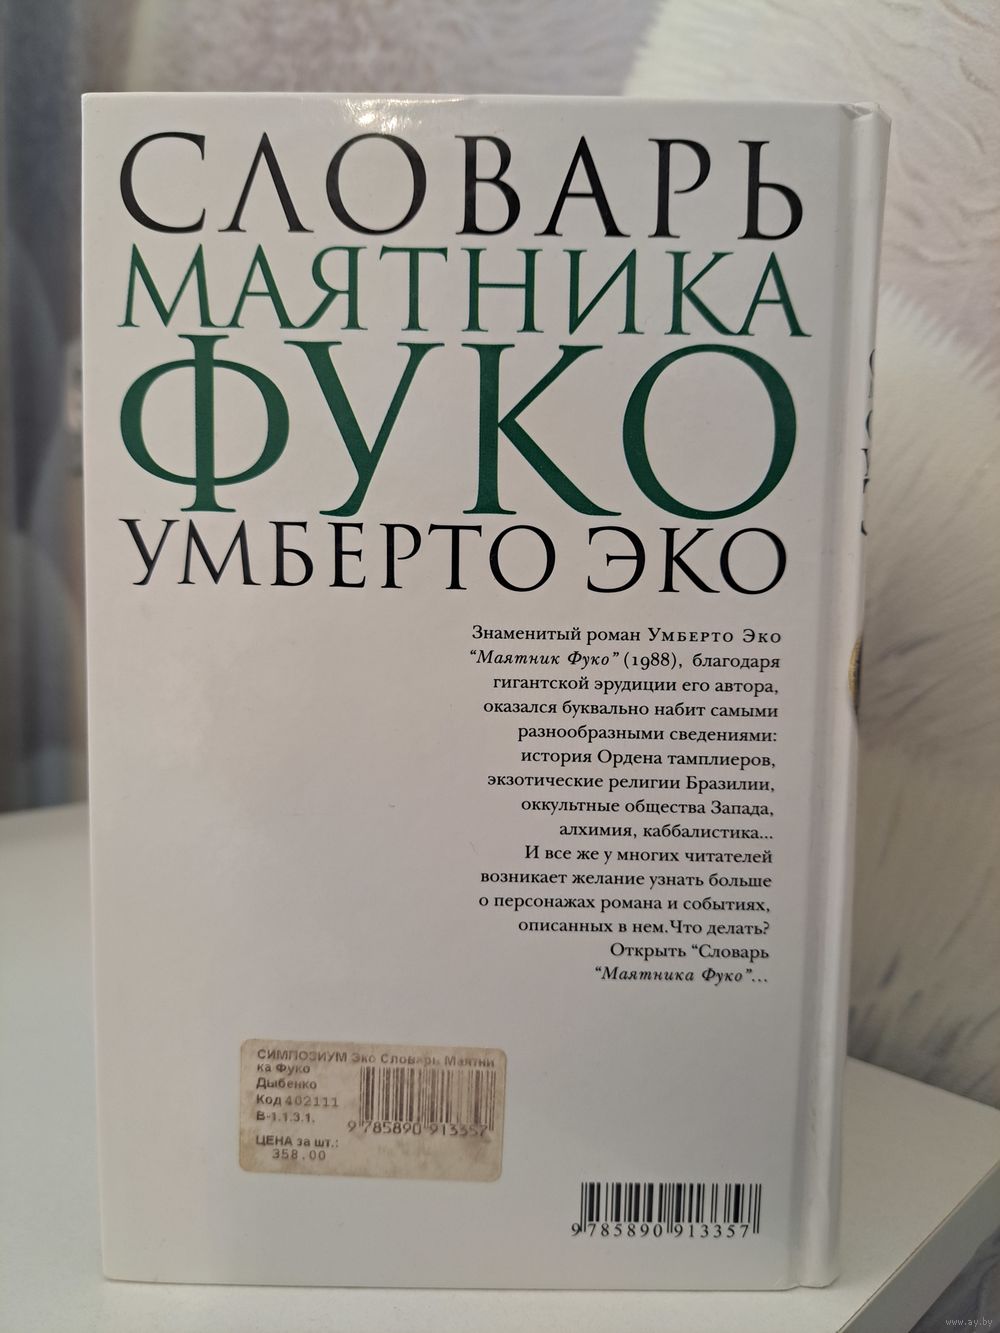 СЛОВАРЬ
МАЯТНИКА
ФУКО
УМБЕРТО ЭКО
Знаменитый роман Умберто Эко
“Маятник Фуко” (1988), благодаря
гигантской эрудиции его автора,
оказался буквально набит самыми
разнообразными сведениями:
история Ордена тамплиеров,
экзотические религии Бразилии,
оккультные общества Запада,
алхимия, каббалистика...
И все же у многих читателей
возникает желание узнать больше
о персонажах романа и событиях,
описанных в нем.Что делать?
Открыть “Словарь
“Маятника Фуко”...
СИМПОЗИУМ Эко Словарь Маятни
ка Фуко
Дыбенко
Код 402111
В-1.1.3.1.
9 785890 913357
ЦЕНА за шт.:
358.00
9 785890 913357
www.ay.by